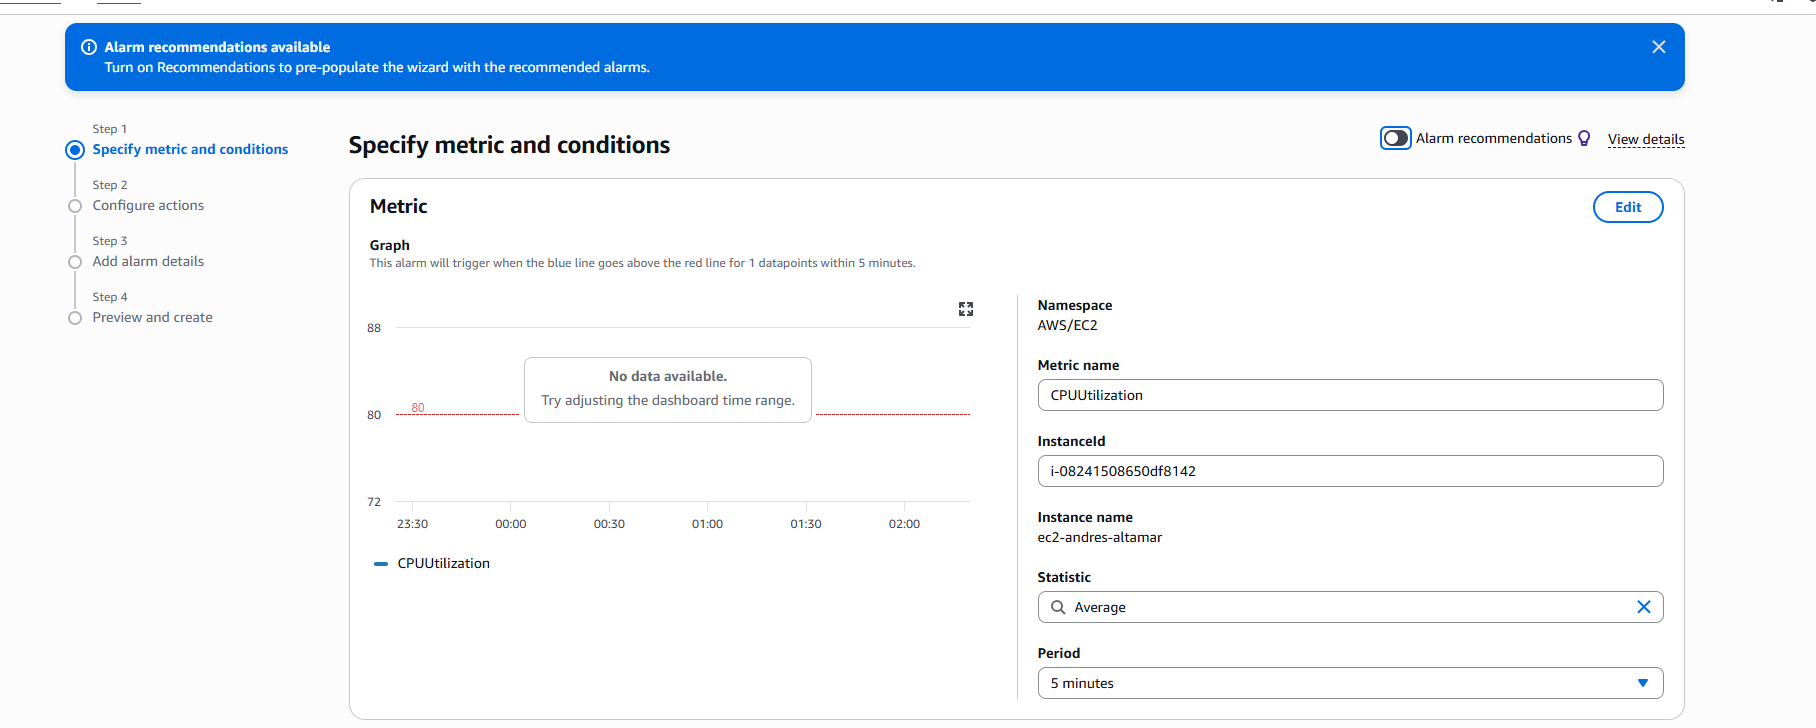 Alarm recommendations available
Turn on Recommendations to pre-populate the wizard with the recommended alarms.
Step 1
Specify metric and conditions
Step 2
Configure actions
Step 3
Add alarm details
Step 4
Preview and create
Specify metric and conditions
Alarm recommendations
View details
Metric
Edit
Graph
This alarm will trigger when the blue line goes above the red line for 1 datapoints within 5 minutes.
88
No data available.
Try adjusting the dashboard time range.
80
80
72
23:30
00:00
00:30
01:00
01:30
02:00
CPUUtilization
Namespace
AWS/EC2
Metric name
CPUUtilization
InstanceId
i-08241508650df8142
Instance name
ec2-andres-altamar
Statistic
Average
Period
5 minutes